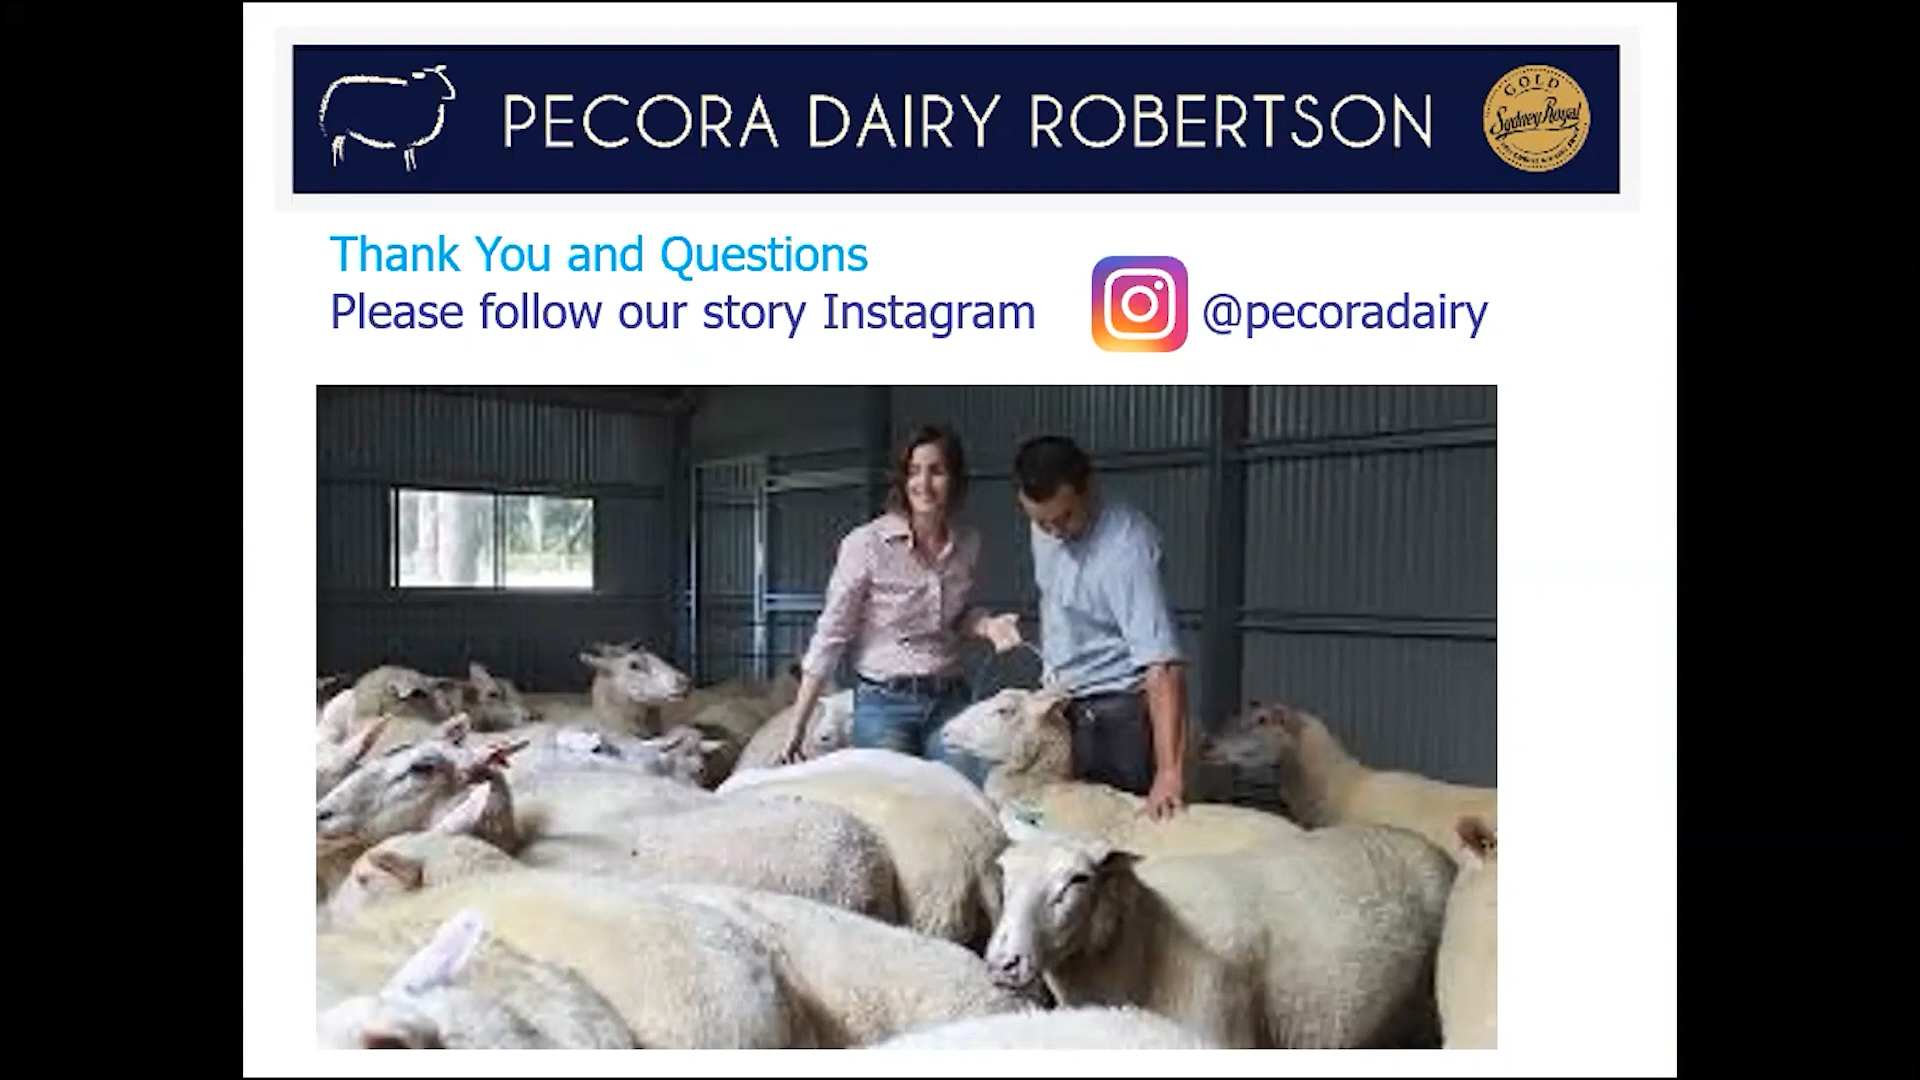 PECORA DAIRY ROBERTSON
GOLD
Sydney Royal
Thank You and Questions
Please follow our story Instagram
@pecoradairy